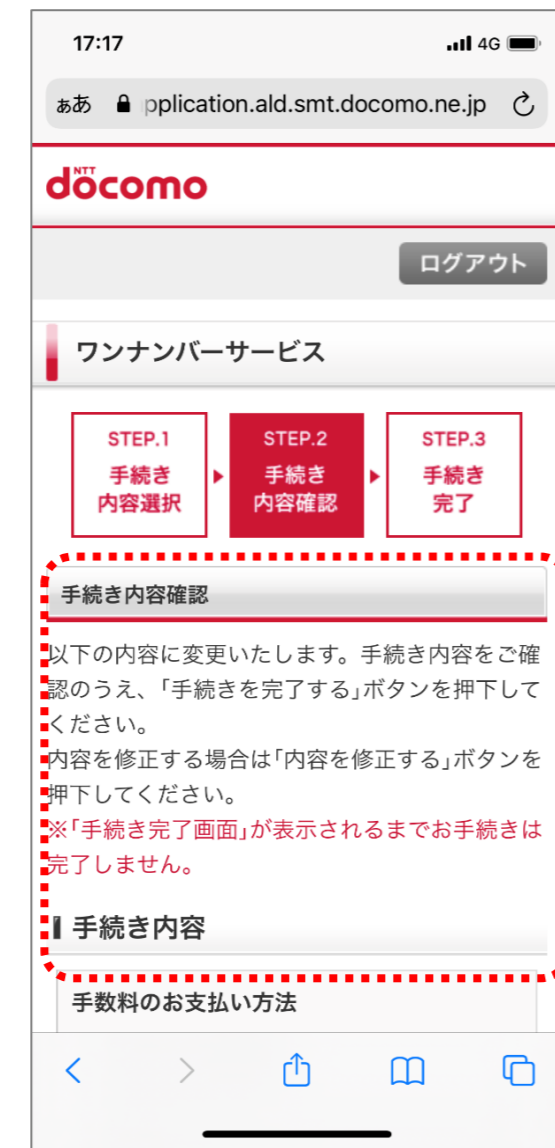 17:17
4G
ぁあ pplication.ald.smt.docomo.ne.jp
NTT
döcomo
ログアウト
ワンナンバーサービス
STEP.1
手続き
内容選択
STEP.2
手続き
内容確認
STEP.3
手続き
完了
手続き内容確認
以下の内容に変更いたします。手続き内容をご確
認のうえ、「手続きを完了する」ボタンを押下して
ください。
内容を修正する場合は「内容を修正する」ボタンを
押下してください。
※「手続き完了画面」が表示されるまでお手続きは
完了しません。
手続き内容
手数料のお支払い方法